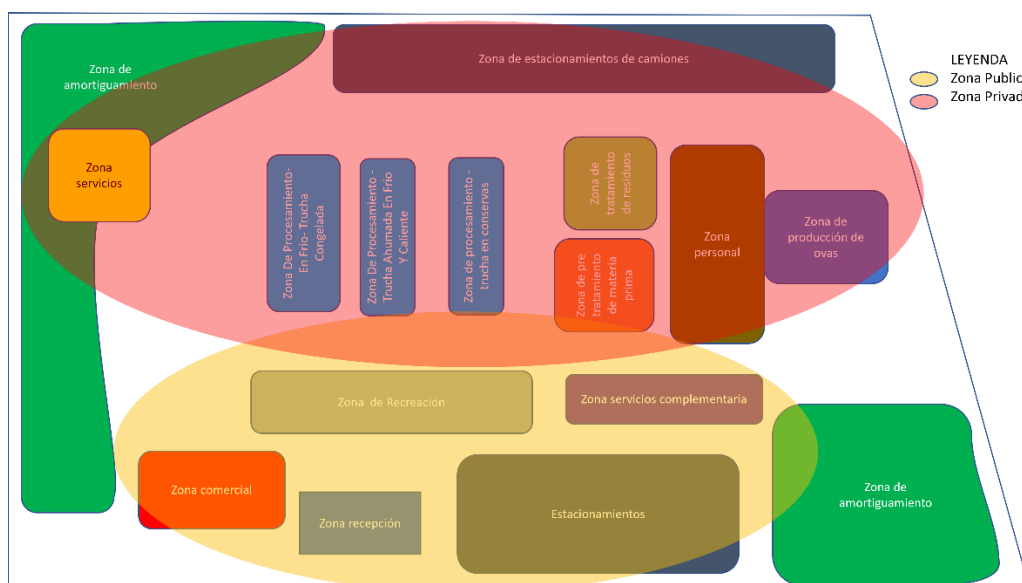 Zona de
amortiguamiento
Zona de estacionamientos de camiones
LEYENDA
Zona Public
Zona Privad
Zona
servicios
Zona De Procesamiento-
En Frio- Trucha
Congelada
Zona De Procesamiento -
Trucha Ahumada En Frio
Y Caliente
Zona de procesamiento -
trucha en conservas
Zona de
tratamiento
de residuos
Zona de pre
tratamiento
de materia
prima
Zona
personal
Zona de
producción de
ovas
Zona de Recreación
Zona servicios complementaria
Zona comercial
Zona recepción
Estacionamientos
Zona de
amortiguamiento